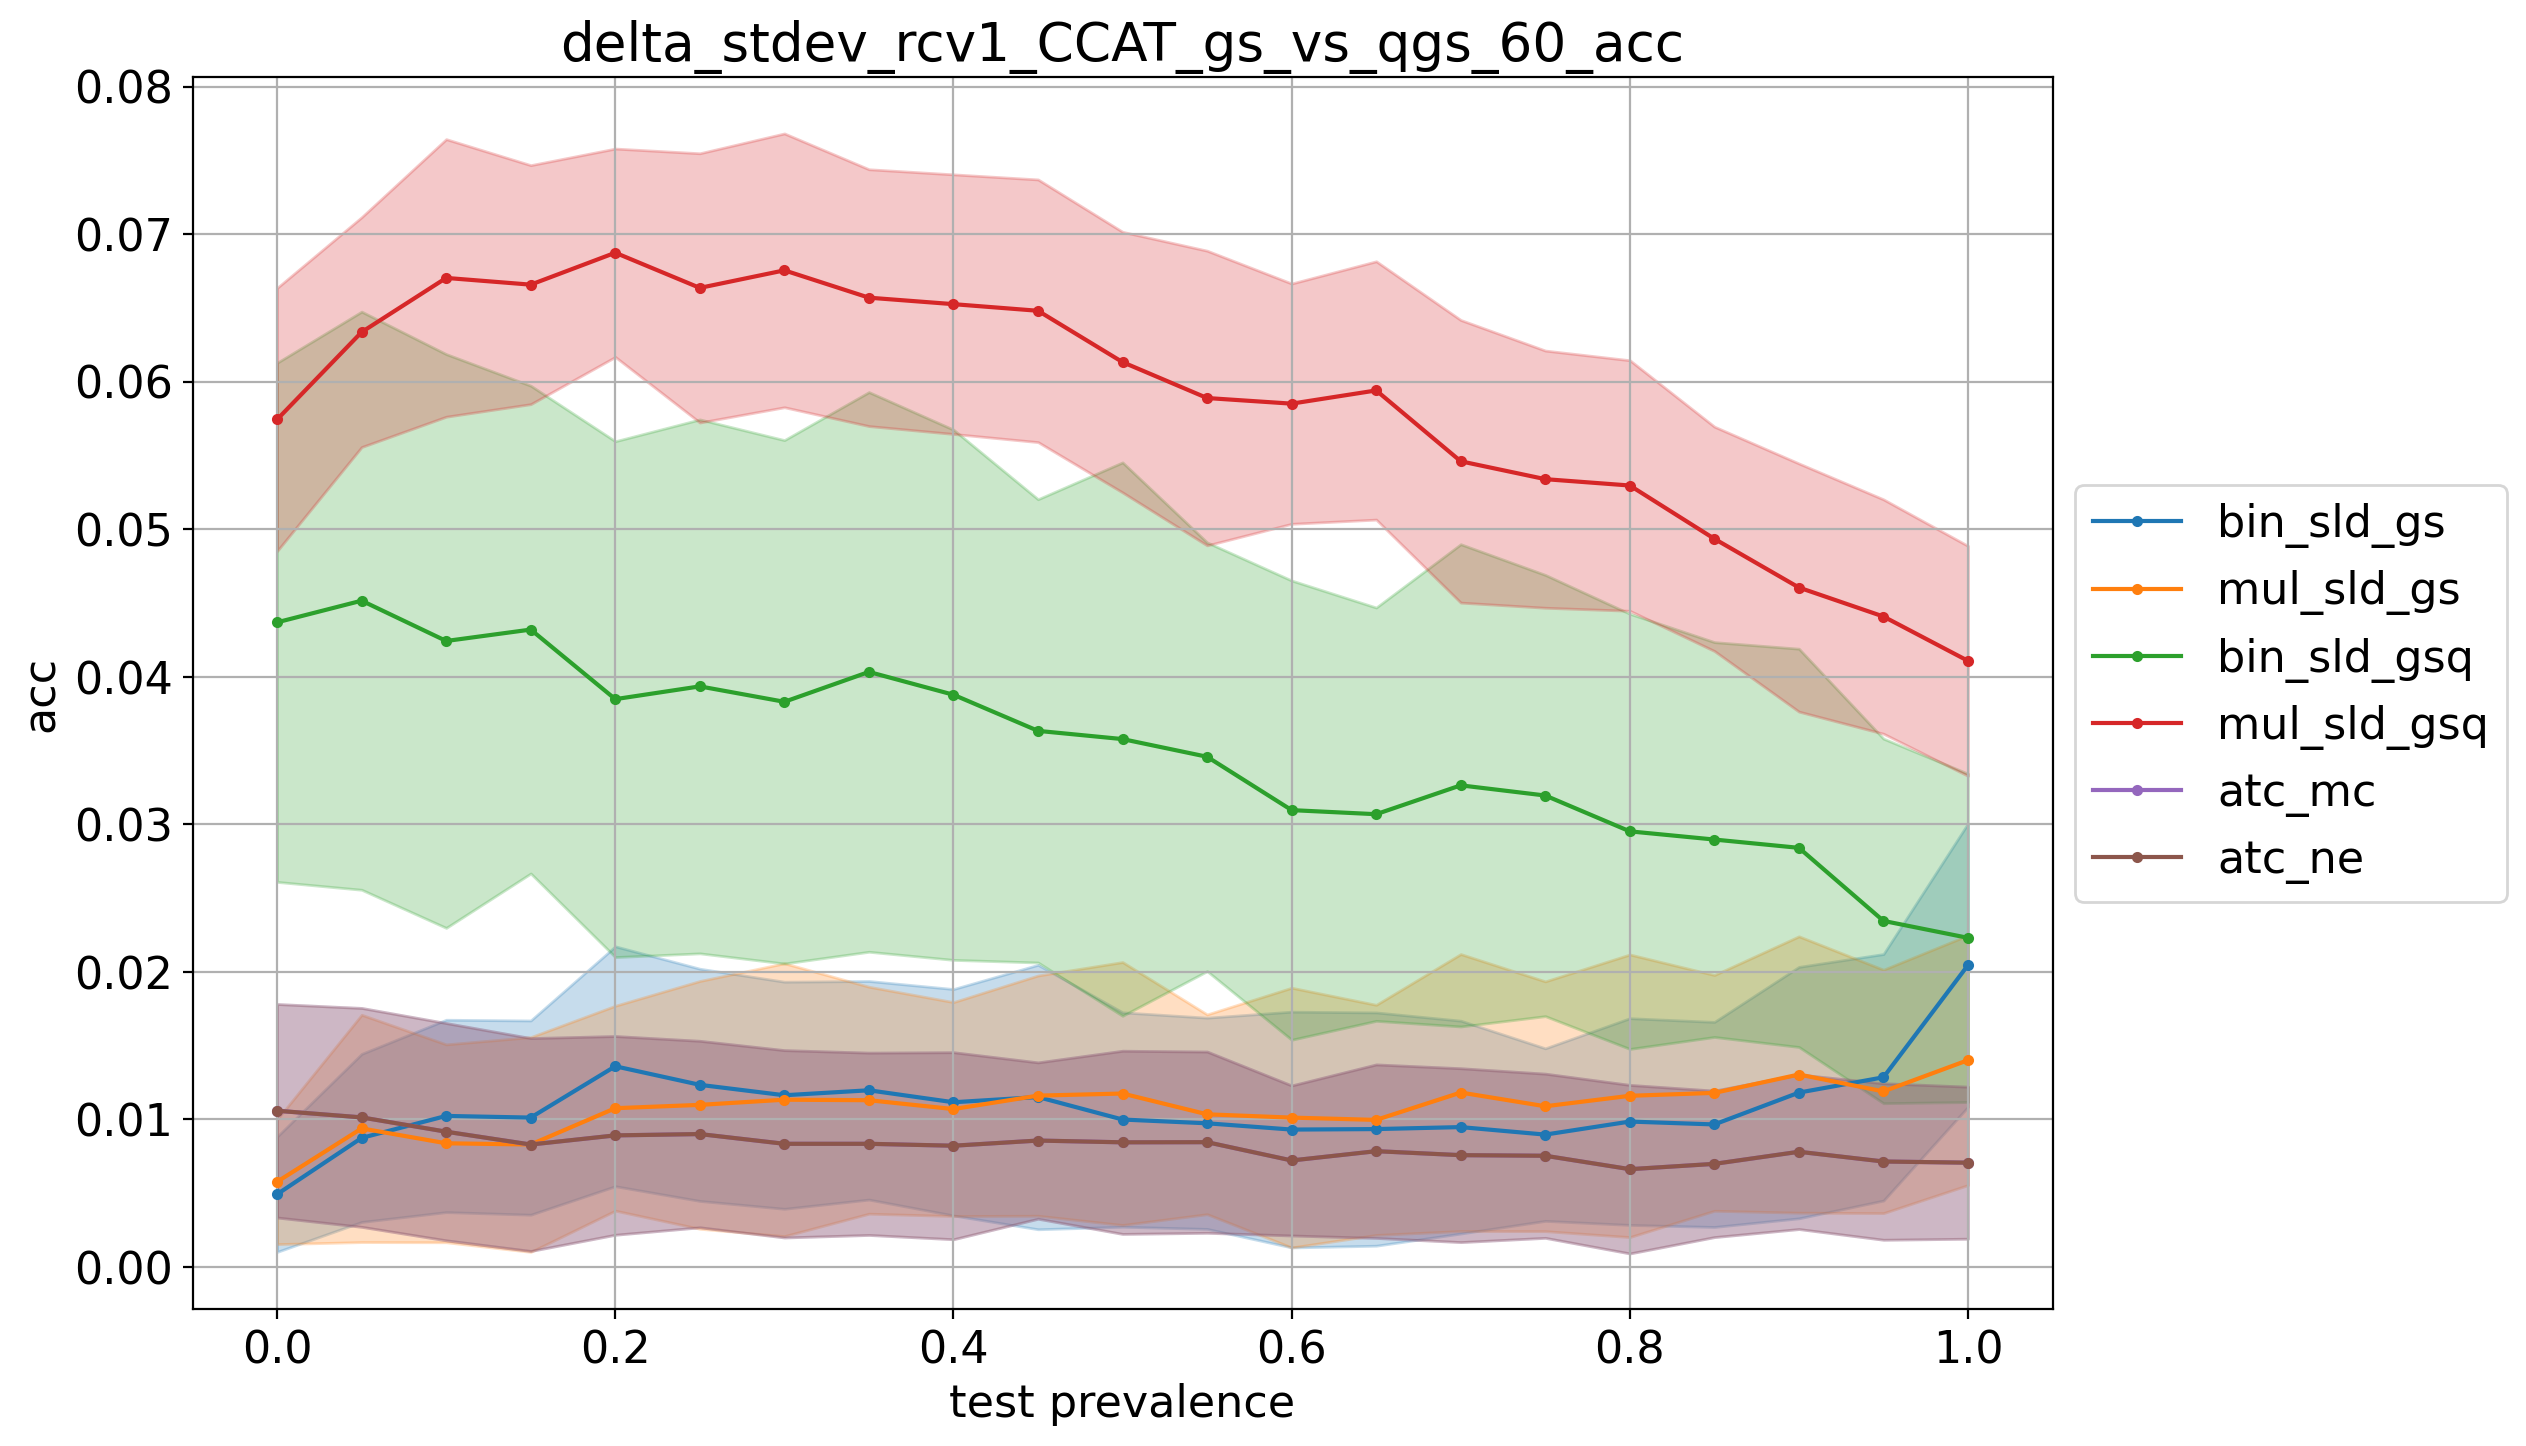 delta_stdev_rcv1_CCAT_gs_vs_qgs_60_acc
0.08
0.07
0.06
0.05
0.04
0.03
0.02
0.01
0.00
acc
0.0 0.2 0.4 0.6 0.8 1.0
test prevalence
bin_sld_gs
mul_sld_gs
bin_sld_gsq
mul_sld_gsq
atc_mc
atc_ne